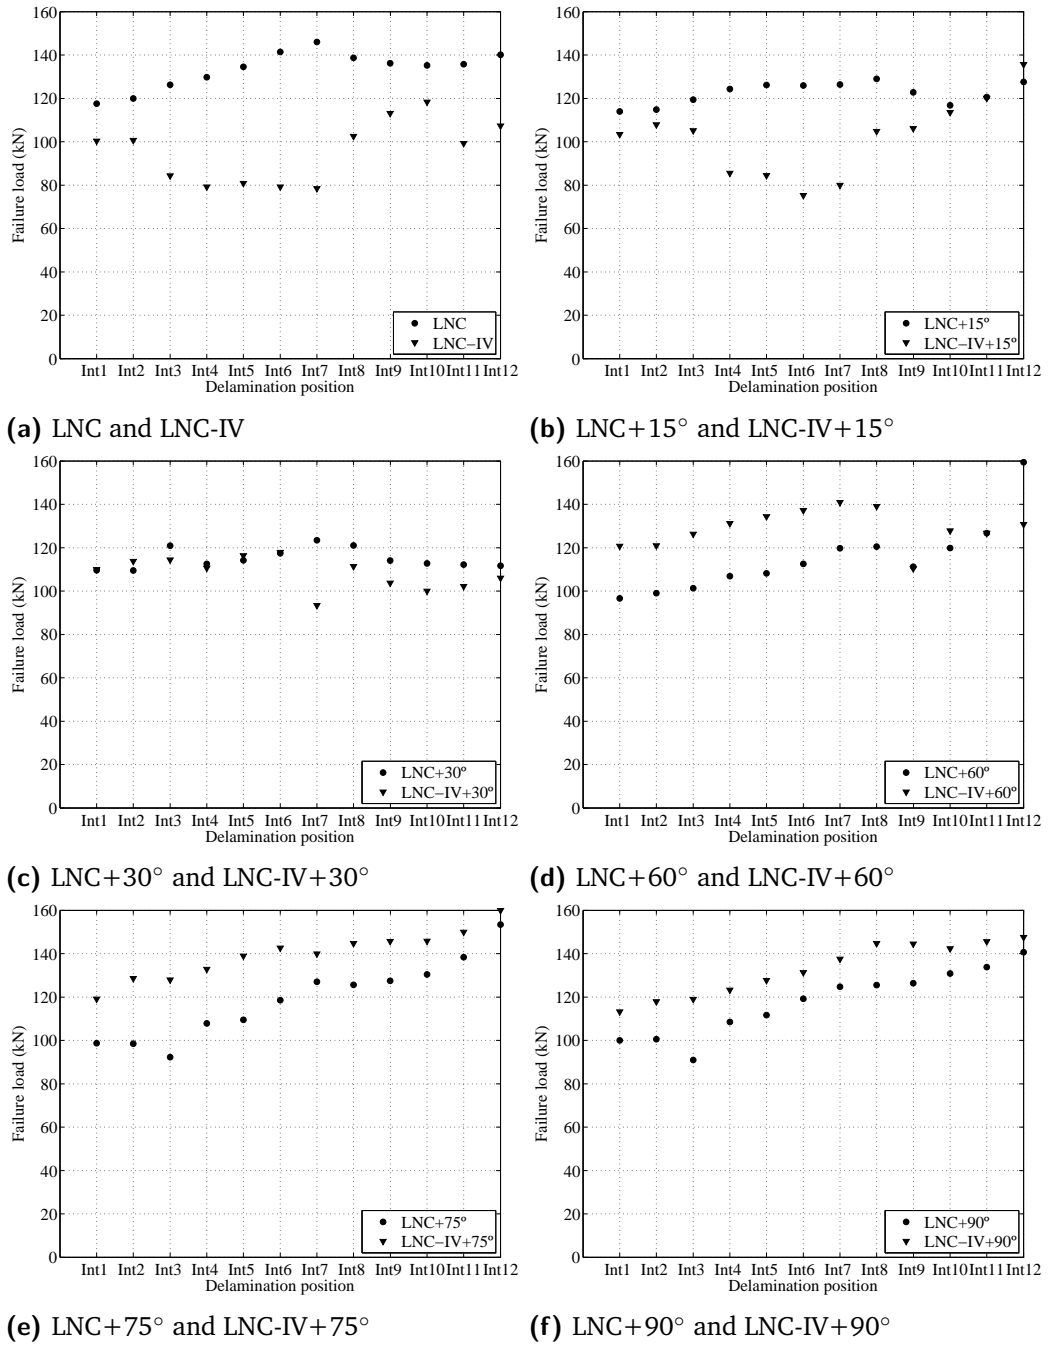 160
140
120
100
80
60
40
20
0
Failure load (kN)
LNC
LNC−IV
Int1 Int2 Int3 Int4 Int5 Int6 Int7 Int8 Int9 Int10 Int11 Int12
Delamination position
(a) LNC and LNC-IV
160
140
120
100
80
60
40
20
0
Failure load (kN)
LNC+15º
LNC−IV+15º
Int1 Int2 Int3 Int4 Int5 Int6 Int7 Int8 Int9 Int10 Int11 Int12
Delamination position
(b) LNC+15° and LNC-IV+15°
160
140
120
100
80
60
40
20
0
Failure load (kN)
LNC+30º
LNC−IV+30º
Int1 Int2 Int3 Int4 Int5 Int6 Int7 Int8 Int9 Int10 Int11 Int12
Delamination position
(c) LNC+30° and LNC-IV+30°
160
140
120
100
80
60
40
20
0
Failure load (kN)
LNC+60º
LNC−IV+60º
Int1 Int2 Int3 Int4 Int5 Int6 Int7 Int8 Int9 Int10 Int11 Int12
Delamination position
(d) LNC+60° and LNC-IV+60°
160
140
120
100
80
60
40
20
0
Failure load (kN)
LNC+75º
LNC−IV+75º
Int1 Int2 Int3 Int4 Int5 Int6 Int7 Int8 Int9 Int10 Int11 Int12
Delamination position
(e) LNC+75° and LNC-IV+75°
160
140
120
100
80
60
40
20
0
Failure load (kN)
LNC+90º
LNC−IV+90º
Int1 Int2 Int3 Int4 Int5 Int6 Int7 Int8 Int9 Int10 Int11 Int12
Delamination position
(f) LNC+90° and LNC-IV+90°